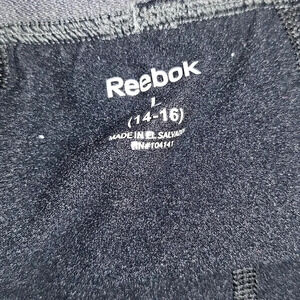 Reebok
L
(14-16)
MADE IN EL SALVADOR
RN#104141